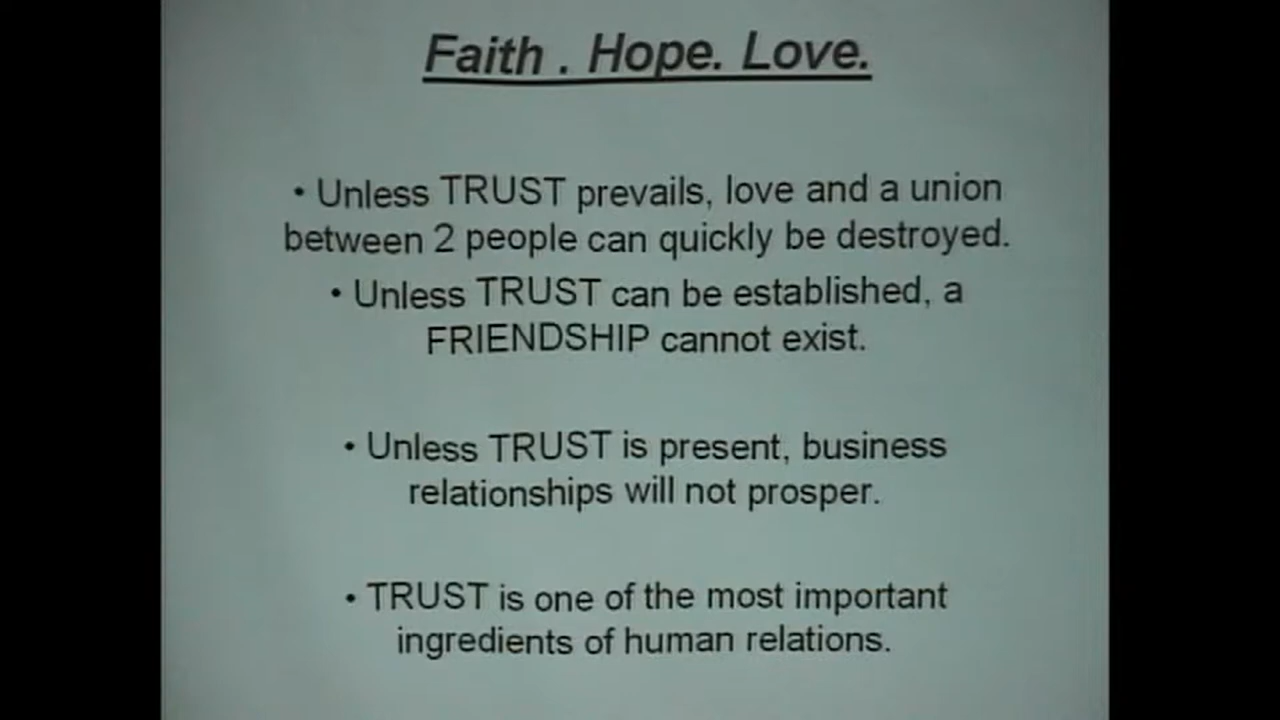 Faith . Hope. Love.
• Unless TRUST prevails, love and a union
between 2 people can quickly be destroyed.
• Unless TRUST can be established, a
FRIENDSHIP cannot exist.
• Unless TRUST is present, business
relationships will not prosper.
• TRUST is one of the most important
ingredients of human relations.